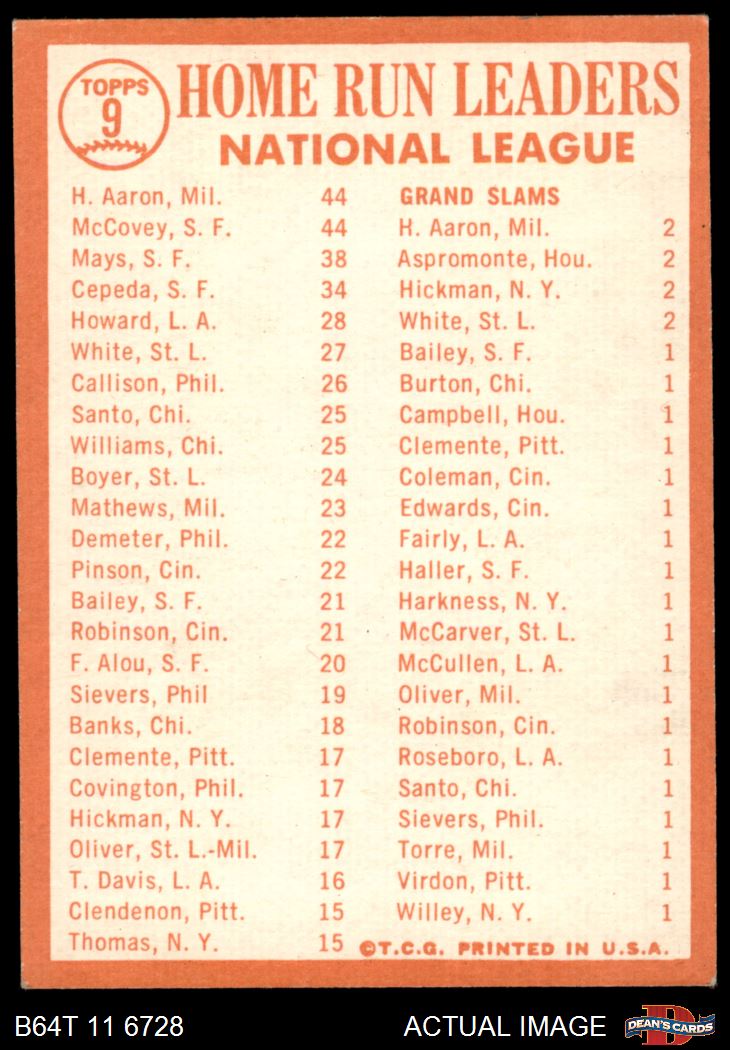 TOPPS
9
HOME RUN LEADERS
NATIONAL LEAGUE
H. Aaron, Mil. 44
McCovey, S. F. 44
Mays, S. F. 38
Cepeda, S. F. 34
Howard, L. A. 28
White, St. L. 27
Callison, Phil. 26
Santo, Chi. 25
Williams, Chi. 25
Boyer, St. L. 24
Mathews, Mil. 23
Demeter, Phil. 22
Pinson, Cin. 22
Bailey, S. F. 21
Robinson, Cin. 21
F. Alou, S. F. 20
Sievers, Phil 19
Banks, Chi. 18
Clemente, Pitt. 17
Covington, Phil. 17
Hickman, N. Y. 17
Oliver, St. L.-Mil. 17
T. Davis, L. A. 16
Clendenon, Pitt. 15
Thomas, N. Y. 15
GRAND SLAMS
H. Aaron, Mil. 2
Aspromonte, Hou. 2
Hickman, N. Y. 2
White, St. L. 2
Bailey, S. F. 1
Burton, Chi. 1
Campbell, Hou. 1
Clemente, Pitt. 1
Coleman, Cin. 1
Edwards, Cin. 1
Fairly, L. A. 1
Haller, S. F. 1
Harkness, N. Y. 1
McCarver, St. L. 1
McCullen, L. A. 1
Oliver, Mil. 1
Robinson, Cin. 1
Roseboro, L. A. 1
Santo, Chi. 1
Sievers, Phil. 1
Torre, Mil. 1
Virdon, Pitt. 1
Willey, N. Y. 1
©T.C.G. PRINTED IN U.S.A.
B64T 11 6728
ACTUAL IMAGE
D
DEAN'S CARDS